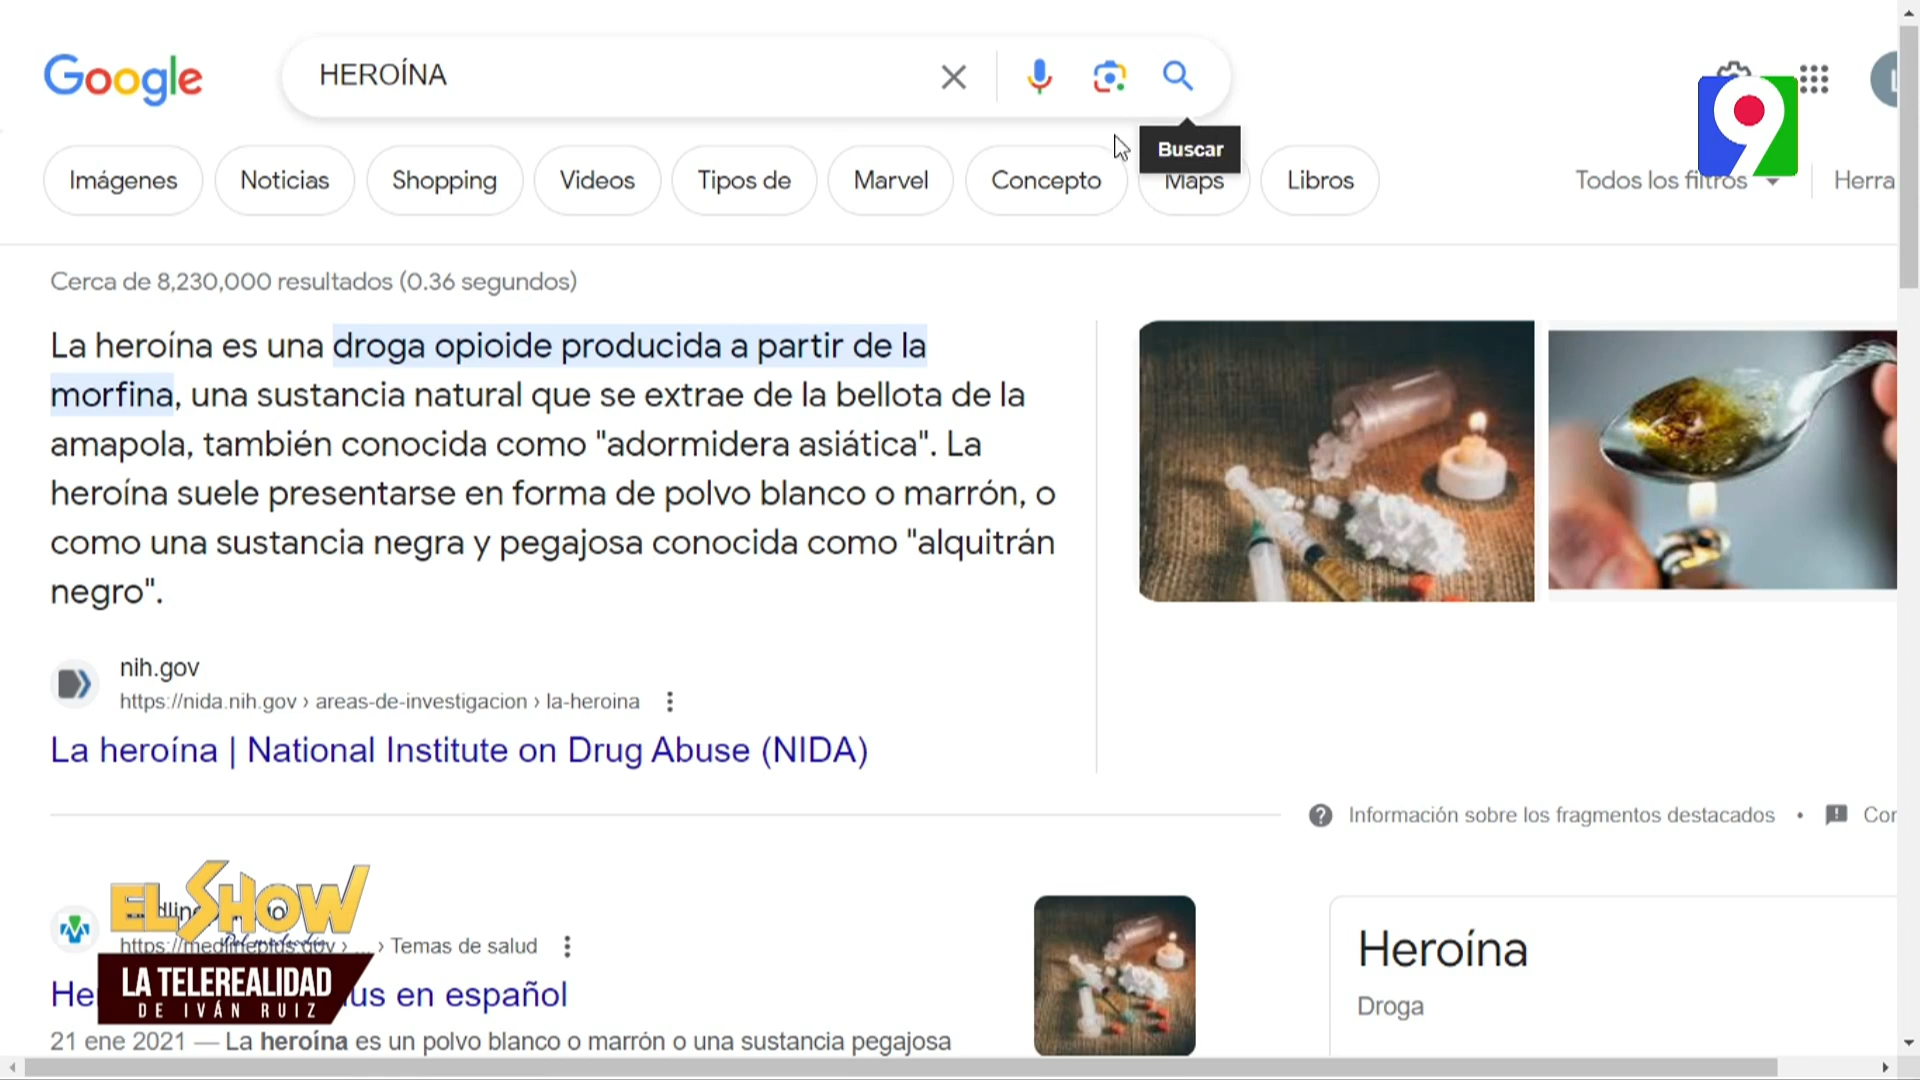 Google
HEROÍNA
9
Buscar
Imágenes
Noticias
Shopping
Videos
Tipos de
Marvel
Concepto
Maps
Libros
Todos los filtros
Herra
Cerca de 8,230,000 resultados (0.36 segundos)
La heroína es una droga opioide producida a partir de la
morfina, una sustancia natural que se extrae de la bellota de la
amapola, también conocida como "adormidera asiática". La
heroína suele presentarse en forma de polvo blanco o marrón, o
como una sustancia negra y pegajosa conocida como "alquitrán
negro".
nih.gov
https://nida.nih.gov › areas-de-investigacion › la-heroina
La heroína | National Institute on Drug Abuse (NIDA)
Información sobre los fragmentos destacados
•
Cor
EL SHOW
https://medlineplus.gov › ... › Temas de salud
LA TELEREALIDAD
DE IVÁN RUIZ
He
us en español
21 ene 2021 — La heroína es un polvo blanco o marrón o una sustancia pegajosa
Heroína
Droga